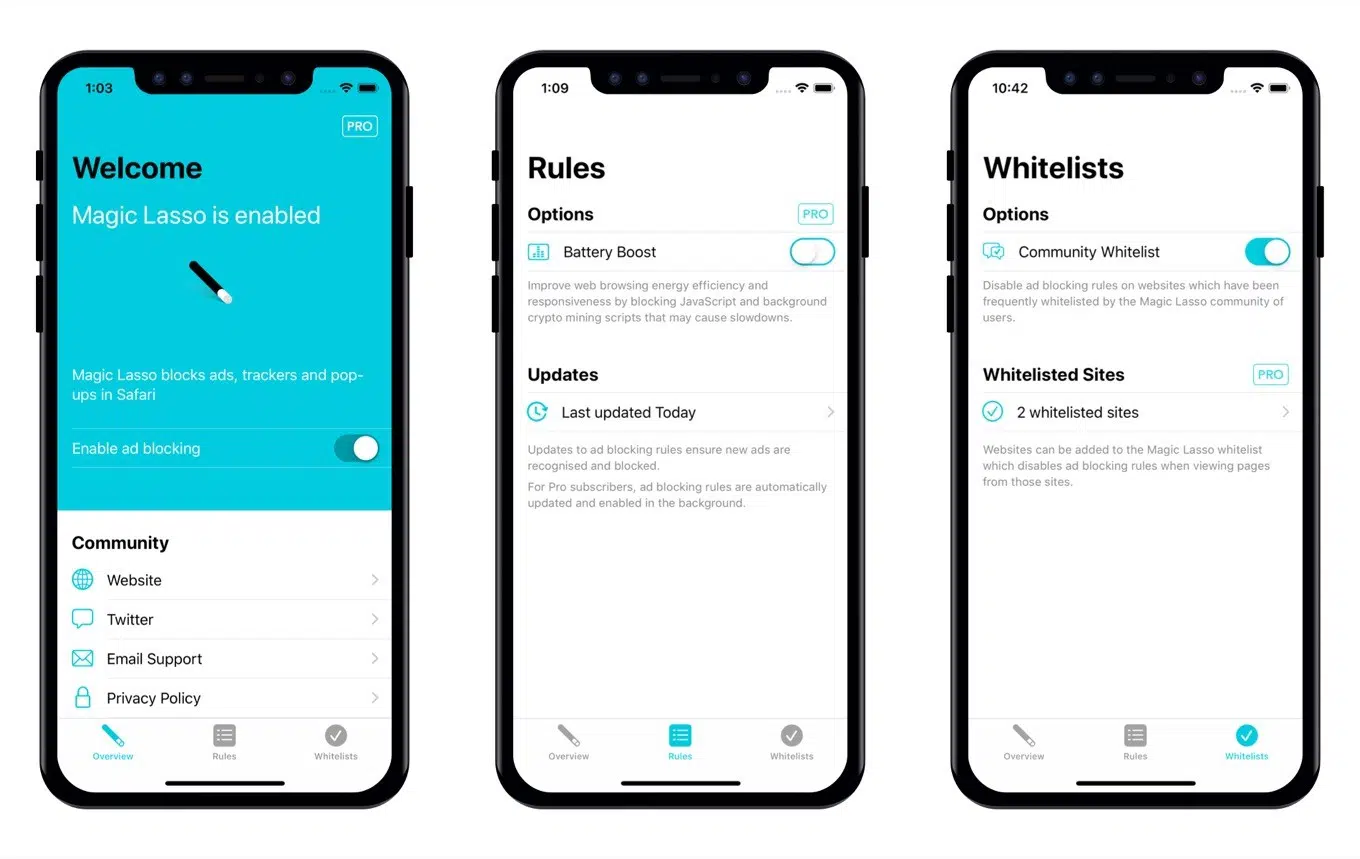 1:03
PRO
Welcome
Magic Lasso is enabled
Magic Lasso blocks ads, trackers and pop-
ups in Safari
Enable ad blocking
Community
Website
Twitter
Email Support
Privacy Policy
Overview
Rules
Whitelists
1:09
Rules
Options
PRO
Battery Boost
Improve web browsing energy efficiency and
responsiveness by blocking JavaScript and background
crypto mining scripts that may cause slowdowns.
Updates
Last updated Today
Updates to ad blocking rules ensure new ads are
recognised and blocked.
For Pro subscribers, ad blocking rules are automatically
updated and enabled in the background.
Overview
Rules
Whitelists
10:42
Whitelists
Options
Community Whitelist
Disable ad blocking rules on websites which have been
frequently whitelisted by the Magic Lasso community of
users.
Whitelisted Sites
PRO
2 whitelisted sites
Websites can be added to the Magic Lasso whitelist
which disables ad blocking rules when viewing pages
from those sites.
Overview
Rules
Whitelists